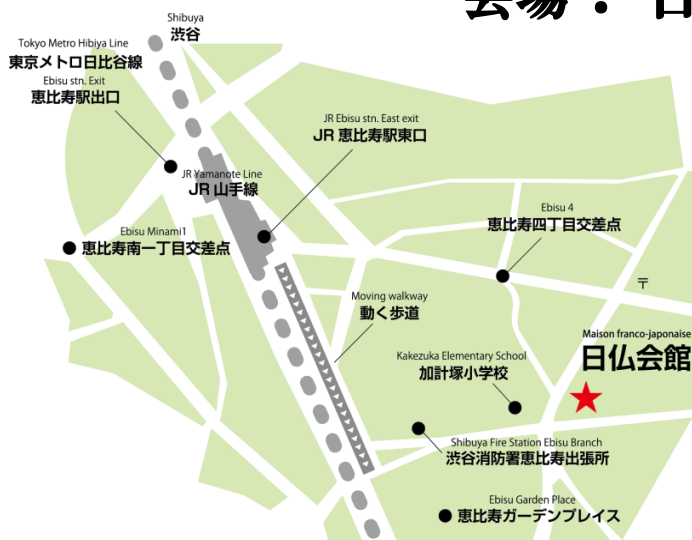 会場：日
Shibuya
渋谷
Tokyo Metro Hibiya Line
東京メトロ日比谷線
Ebisu stn. Exit
恵比寿駅出口
JR Ebisu stn. East exit
JR 恵比寿駅東口
JR Yamanote Line
JR 山手線
Ebisu 4
恵比寿四丁目交差点
Ebisu Minami1
恵比寿南一丁目交差点
〒
Moving walkway
動く歩道
Maison franco-japonaise
日仏会館
Kakezuka Elementary School
加計塚小学校
Shibuya Fire Station Ebisu Branch
渋谷消防署恵比寿出張所
Ebisu Garden Place
恵比寿ガーデンプレイス